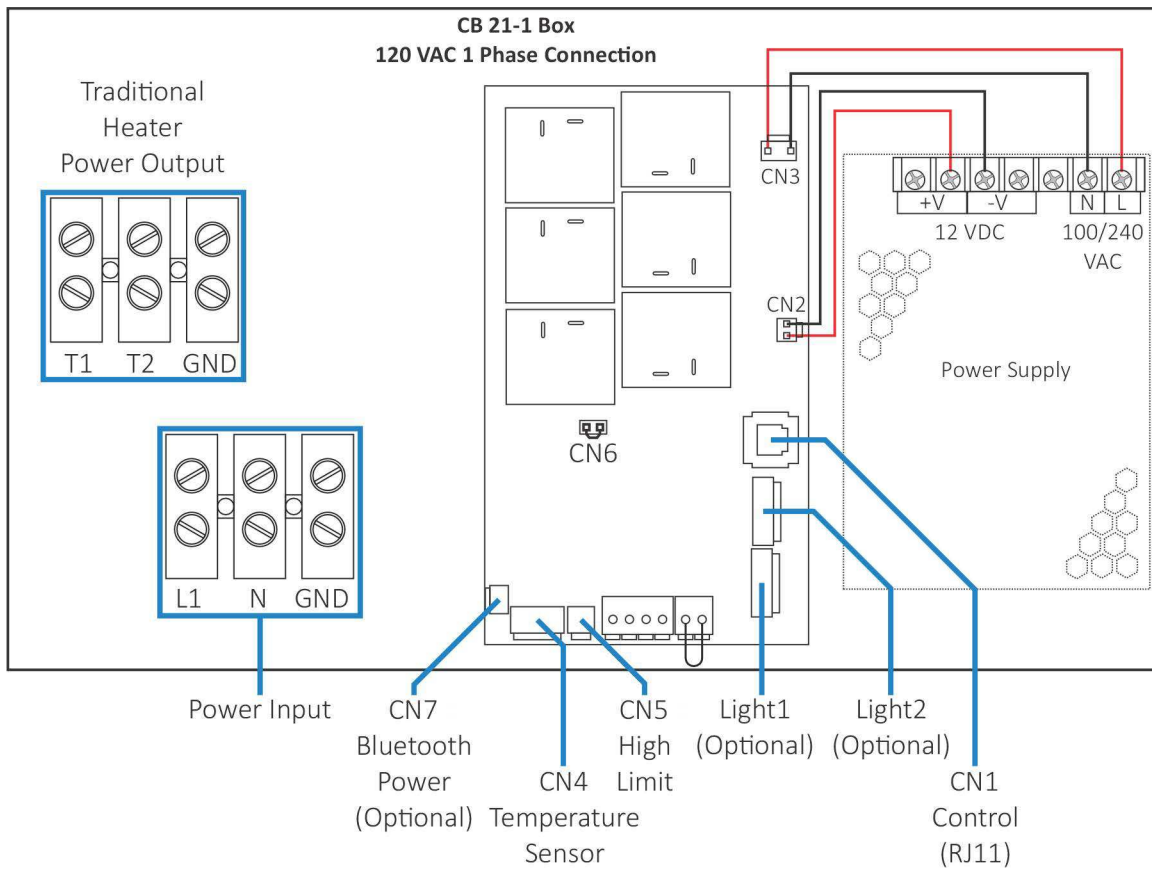 CB 21-1 Box
120 VAC 1 Phase Connection
Traditional
Heater
Power Output
T1 T2 GND
L1 N GND
Power Input
CN3
+V -V N L
12 VDC
100/240
VAC
CN2
Power Supply
CN6
CN7
Bluetooth
Power
(Optional)
CN4
Temperature
Sensor
CN5
High
Limit
Light1
(Optional)
Light2
(Optional)
CN1
Control
(RJ11)